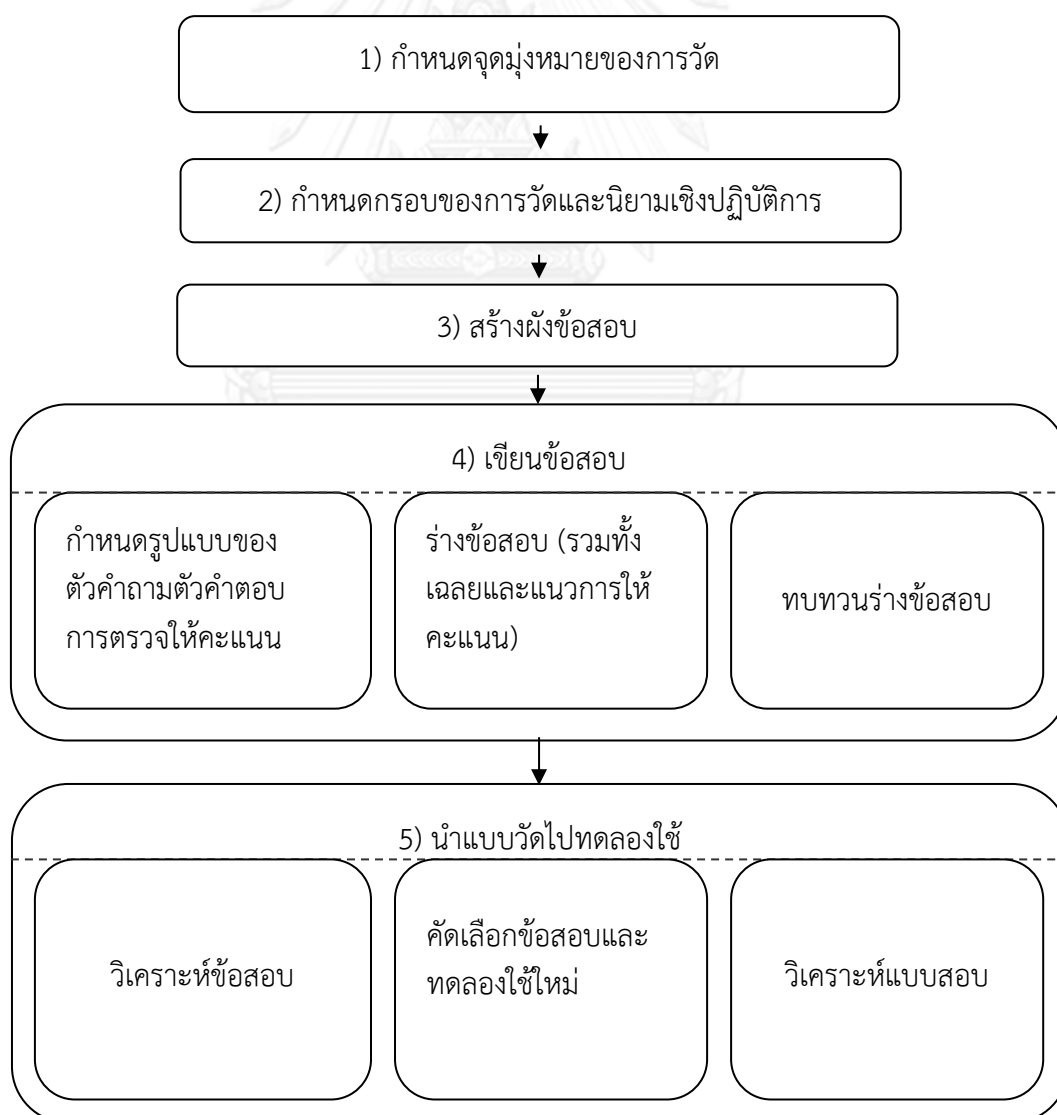 1) กำหนดจุดมุ่งหมายของการวัด
2) กำหนดกรอบของการวัดและนิยามเชิงปฏิบัติการ
3) สร้างผังข้อสอบ
4) เขียนข้อสอบ
กำหนดรูปแบบของ
ตัวคำถามตัวคำตอบ
การตรวจให้คะแนน
ร่างข้อสอบ (รวมทั้ง
เฉลยและแนวการให้
คะแนน)
ทบทวนร่างข้อสอบ
5) นำแบบวัดไปทดลองใช้
วิเคราะห์ข้อสอบ
คัดเลือกข้อสอบและ
ทดลองใช้ใหม่
วิเคราะห์แบบสอบ